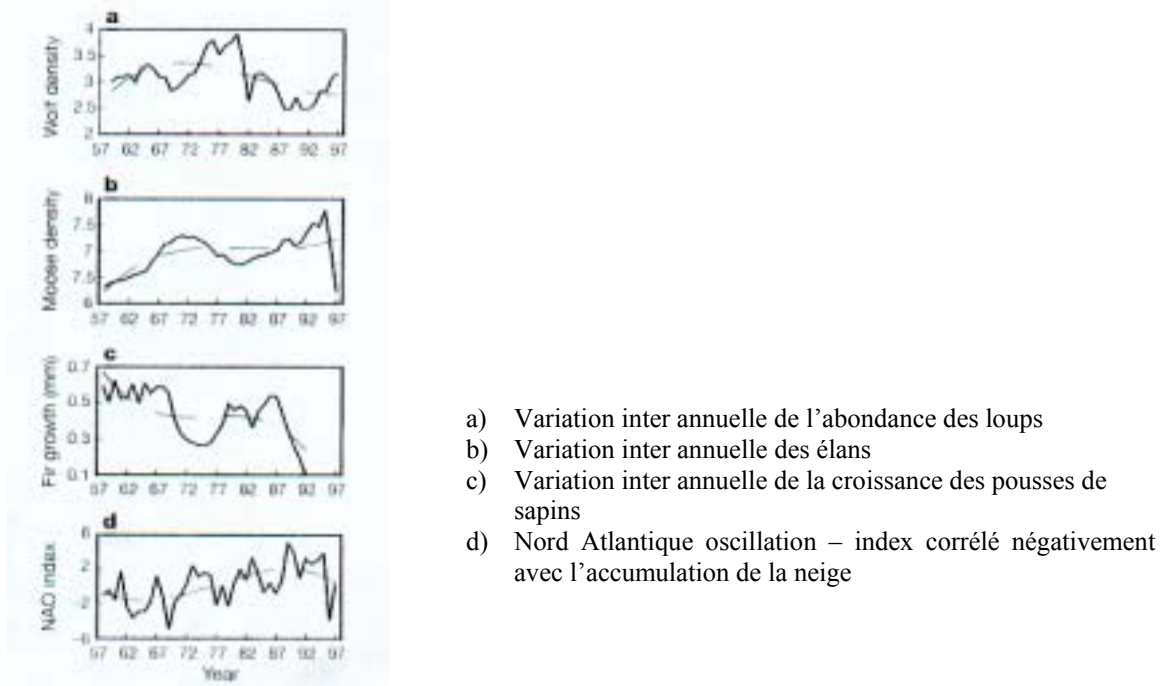 a
Wolf density
4
3.5
3
2.5
2
57 62 67 72 77 82 87 92 97
b
Moose density
8
7.5
7
7.5
6
57 62 67 72 77 82 87 92 97
c
Fir growth (mm)
0.7
0.5
0.3
0.1
57 62 67 72 77 82 87 92 97
d
NAO index
6
2
-2
-6
57 62 67 72 77 82 87 92 97
Year
a) Variation inter annuelle de l’abondance des loups
b) Variation inter annuelle des élans
c) Variation inter annuelle de la croissance des pousses de
sapins
d) Nord Atlantique oscillation – index corrélé négativement
avec l’accumulation de la neige